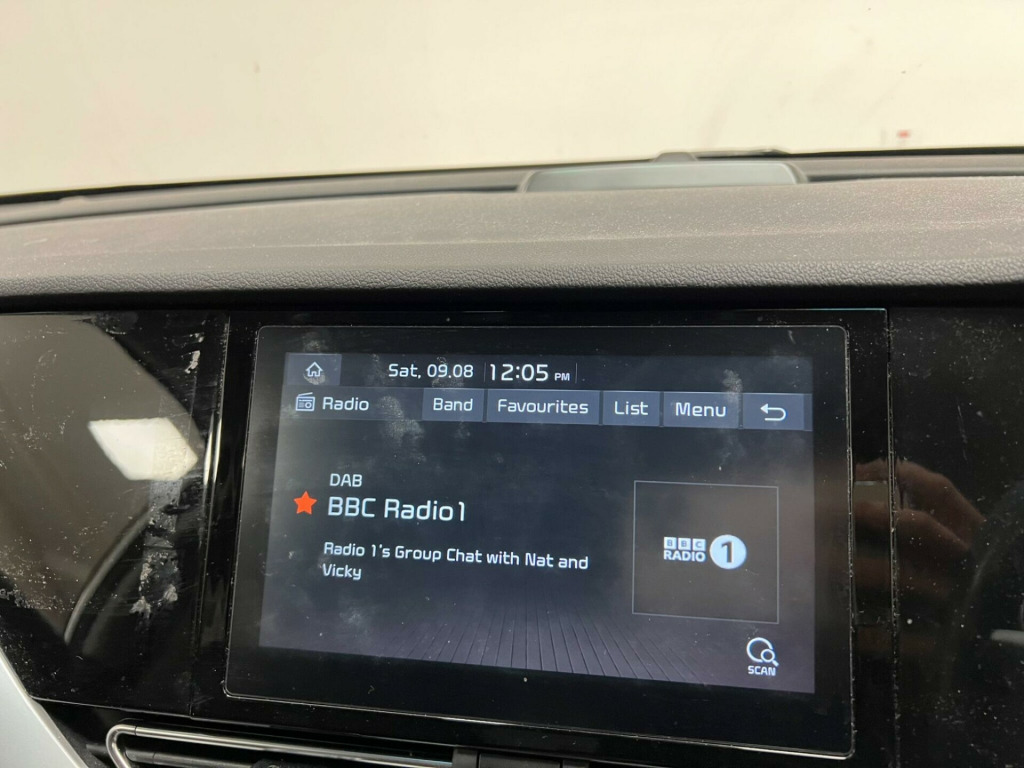 Sat, 09.08 12:05 PM
Radio Band Favourites List Menu
DAB
BBC Radio1
Radio 1's Group Chat with Nat and
Vicky
BBC
RADIO 1
SCAN